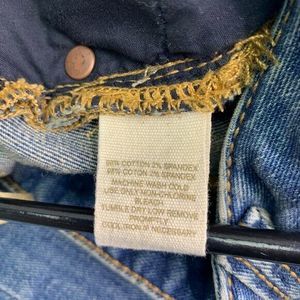 98% COTTON 2% SPANDEX
98% COTTON 2% SPANDEX
MACHINE WASH COLD
USE ONLY NON-CHLORINE
BLEACH
TUMBLE DRY LOW REMOVE
PROMPTLY
COOL IRON IF NECESSARY